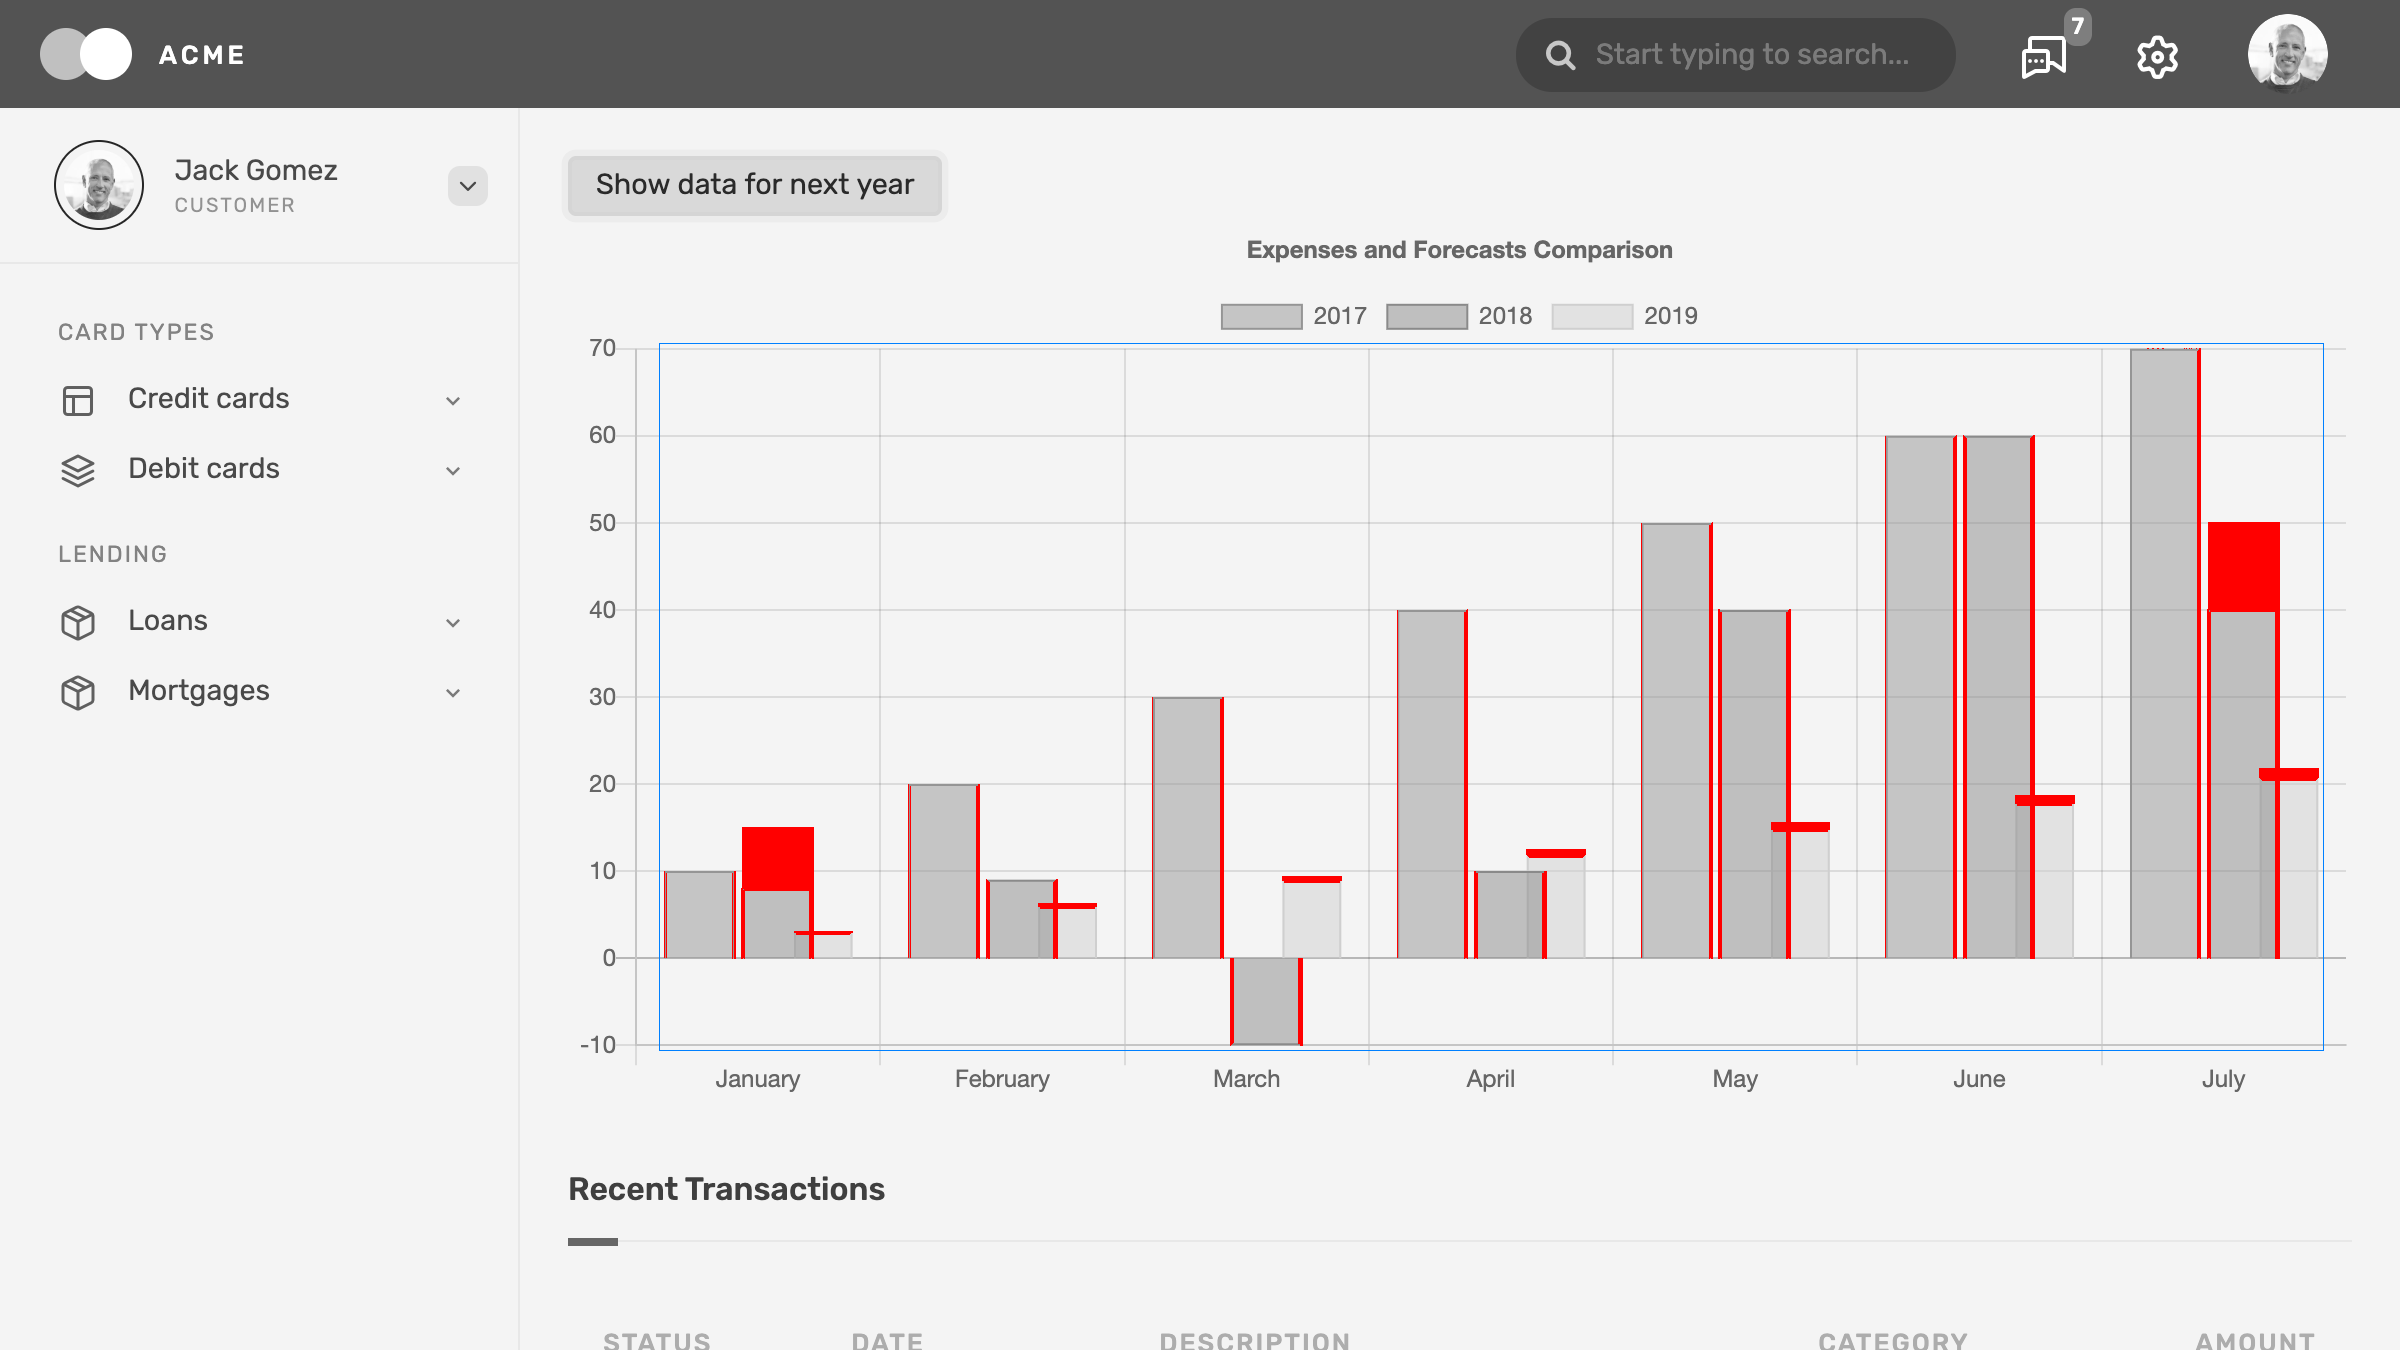 ACME
Start typing to search...
7
Jack Gomez
CUSTOMER
CARD TYPES
Credit cards
Debit cards
LENDING
Loans
Mortgages
Show data for next year
Expenses and Forecasts Comparison
2017 2018 2019
70
60
50
40
30
20
10
0
-10
January February March April May June July
Recent Transactions
STATUS DATE DESCRIPTION CATEGORY AMOUNT